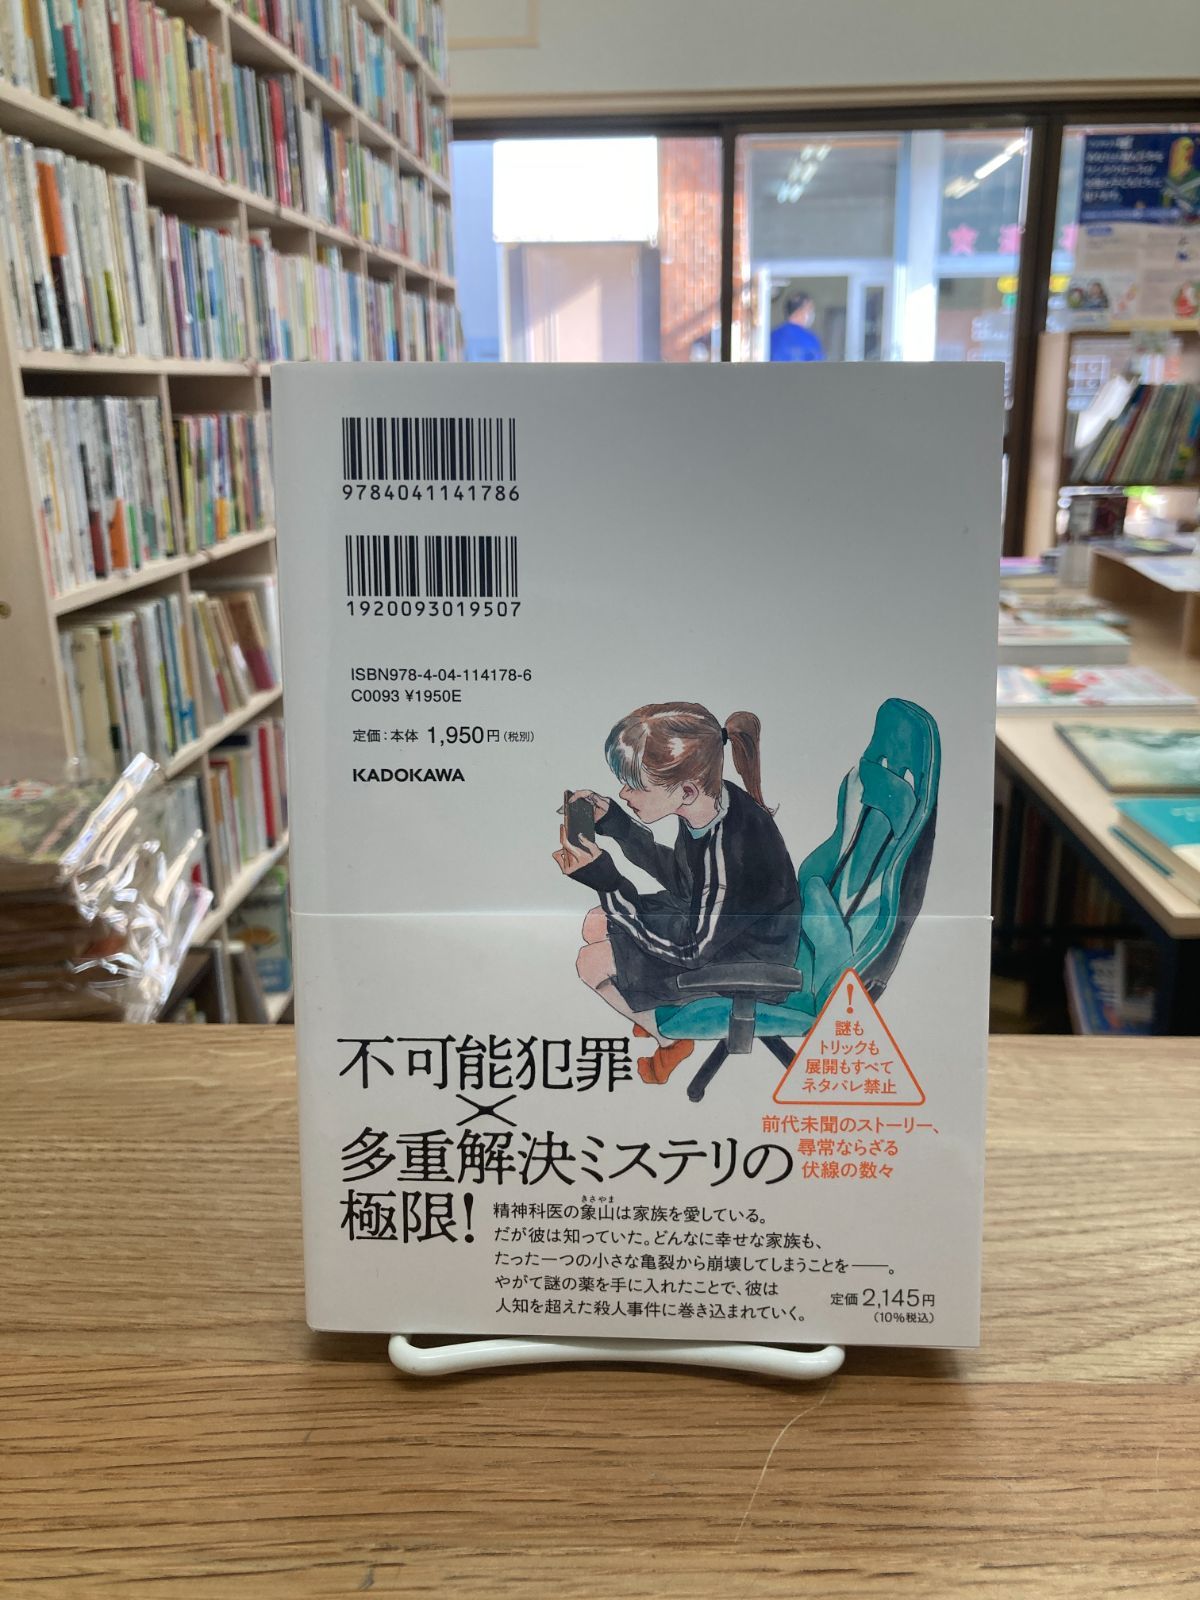 9784041141786
1920093019507
ISBN978-4-04-114178-6
C0093 ¥1950E
定価:本体 1,950円(税別)
KADOKAWA
!
謎も
トリックも
展開もすべて
ネタバレ禁止
前代未聞のストーリー、
尋常ならざる
伏線の数々
不可能犯罪
×
多重解決ミステリの
極限!
きさやま
精神科医の象山は家族を愛している。
だが彼は知っていた。どんなに幸せな家族も、
たった一つの小さな亀裂から崩壊してしまうことを――。
やがて謎の薬を手に入れたことで、彼は
人知を超えた殺人事件に巻き込まれていく。
定価 2,145円
(10%税込)